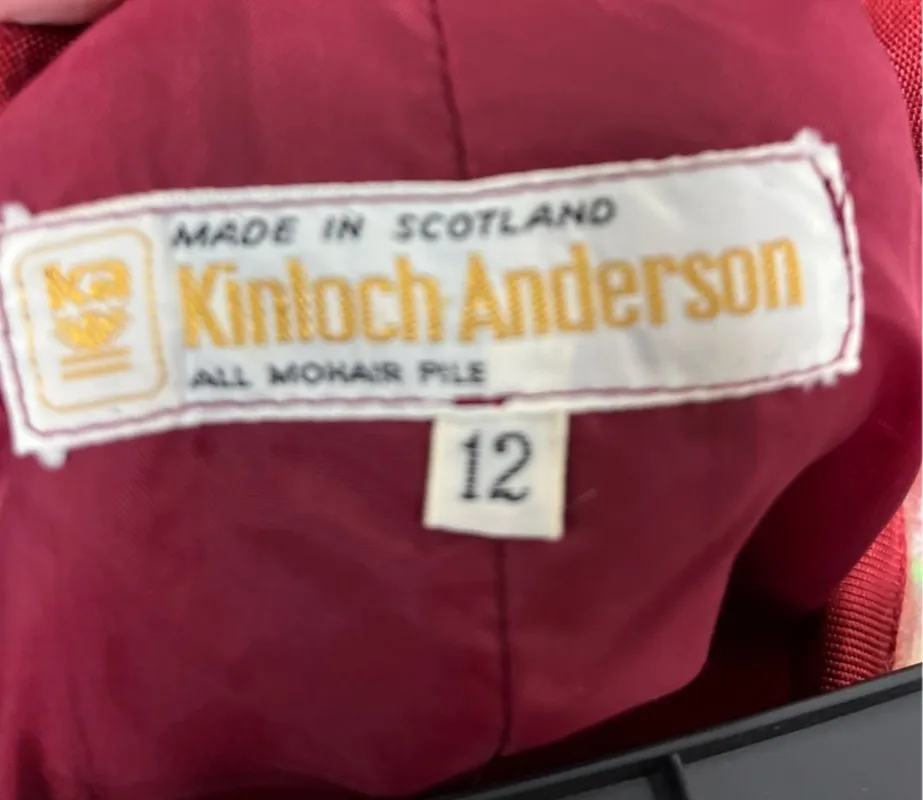 MADE IN SCOTLAND
Kinloch Anderson
ALL MOHAIR PILE
12